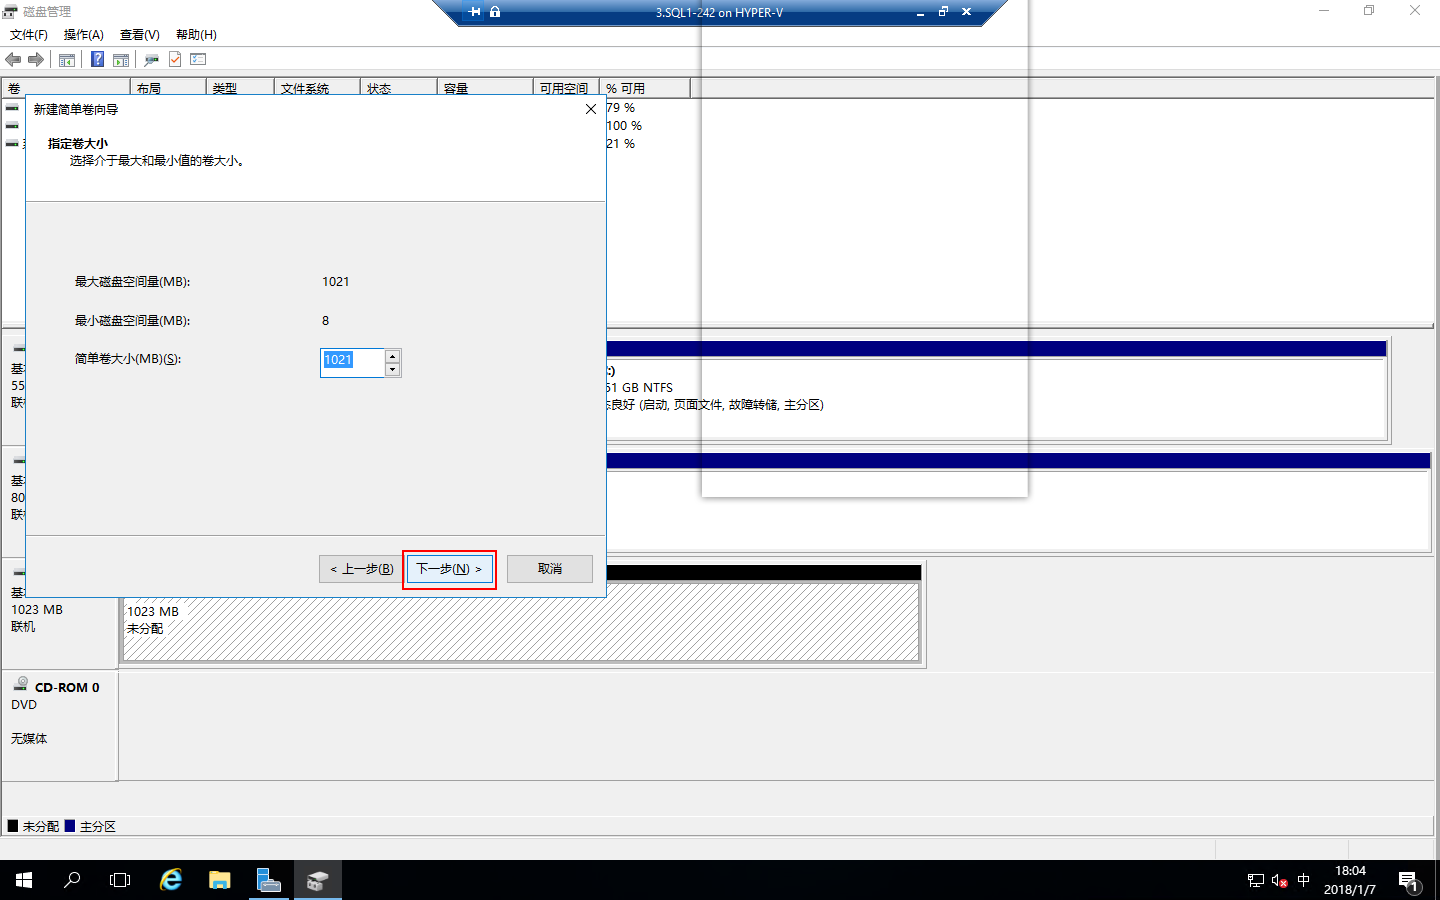 磁盘管理
3.SQL1-242 on HYPER-V
文件(F) 操作(A) 查看(V) 帮助(H)
卷 布局 类型 文件系统 状态 容量 可用空间 % 可用
79 %
100 %
21 %
新建简单卷向导
指定卷大小
选择介于最大和最小值的卷大小。
最大磁盘空间量(MB): 1021
最小磁盘空间量(MB): 8
简单卷大小(MB)(S): 1021
< 上一步(B) 下一步(N) > 取消
:)
51 GB NTFS
良好 (启动, 页面文件, 故障转储, 主分区)
基
55
联
基
80
联
基
1023 MB
联机
1023 MB
未分配
CD-ROM 0
DVD
无媒体
未分配 主分区
中
18:04
2018/1/7
1